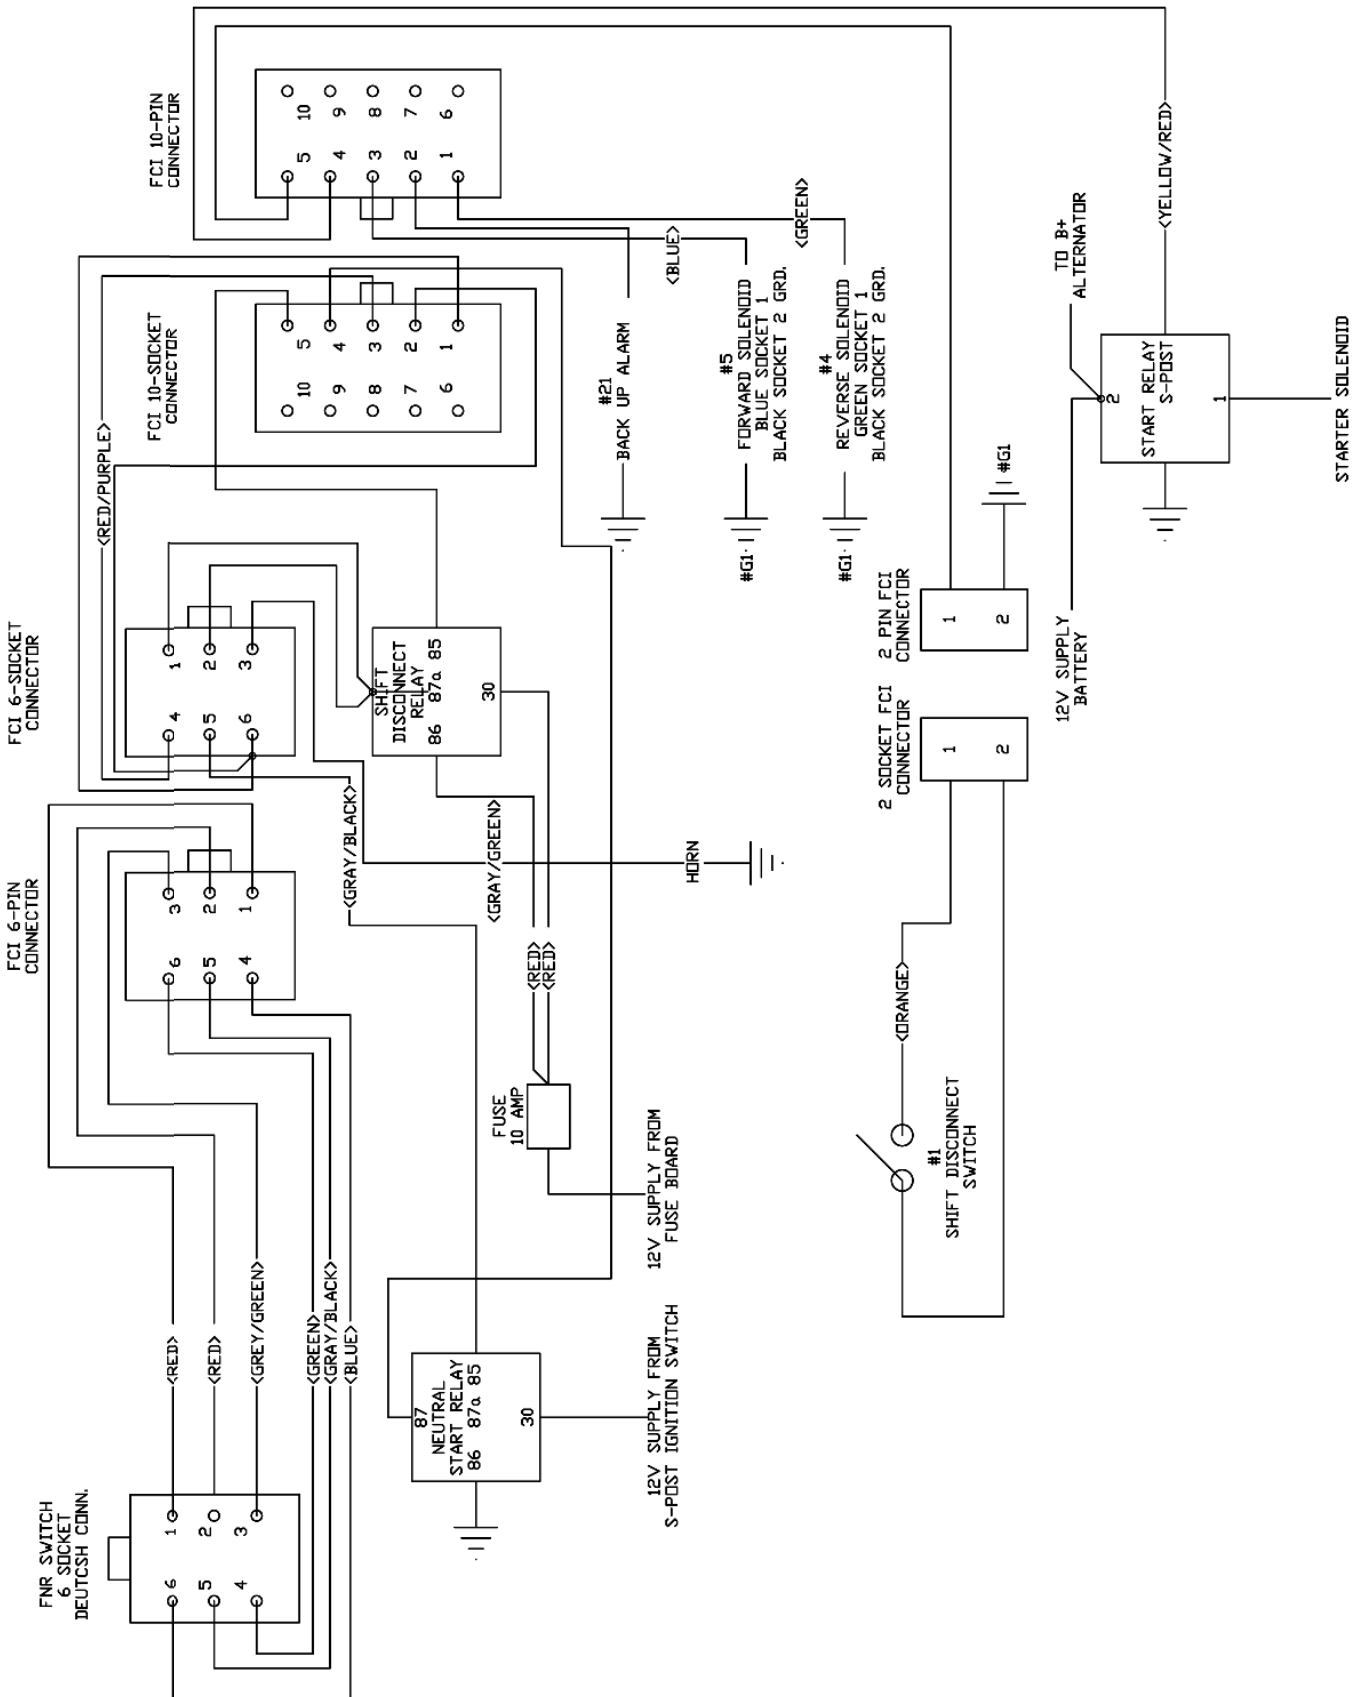 FCI 10-PIN
CONNECTOR
5
4
3
2
1
10
9
8
7
6
<YELLOW/RED>
<GREEN>
<BLUE>
FCI 10-SOCKET
CONNECTOR
5
4
3
2
1
10
9
8
7
6
<RED/PURPLE>
#21
BACK UP ALARM
#5
FORWARD SOLENOID
BLUE SOCKET 1
BLACK SOCKET 2 GRD.
#G1
#4
REVERSE SOLENOID
GREEN SOCKET 1
BLACK SOCKET 2 GRD.
#G1
TO B+
ALTERNATOR
START RELAY
S-POST
2
1
STARTER SOLENOID
12V SUPPLY
BATTERY
#G1
2 PIN FCI
CONNECTOR
1
2
2 SOCKET FCI
CONNECTOR
1
2
FCI 6-SOCKET
CONNECTOR
1
2
3
4
5
6
SHIFT
DISCONNECT
RELAY
86 87a 85
30
<GRAY/BLACK>
<GRAY/GREEN>
HORN
FCI 6-PIN
CONNECTOR
3
2
1
6
5
4
<RED>
<RED>
FUSE
10 AMP
12V SUPPLY FROM
FUSE BOARD
<ORANGE>
#1
SHIFT DISCONNECT
SWITCH
<RED>
<RED>
<GREY/GREEN>
<GREEN>
<GRAY/BLACK>
<BLUE>
87
NEUTRAL
START RELAY
86 87a 85
30
12V SUPPLY FROM
S-POST IGNITION SWITCH
FNR SWITCH
6 SOCKET
DEUTCSH CONN.
1
2
3
6
5
4